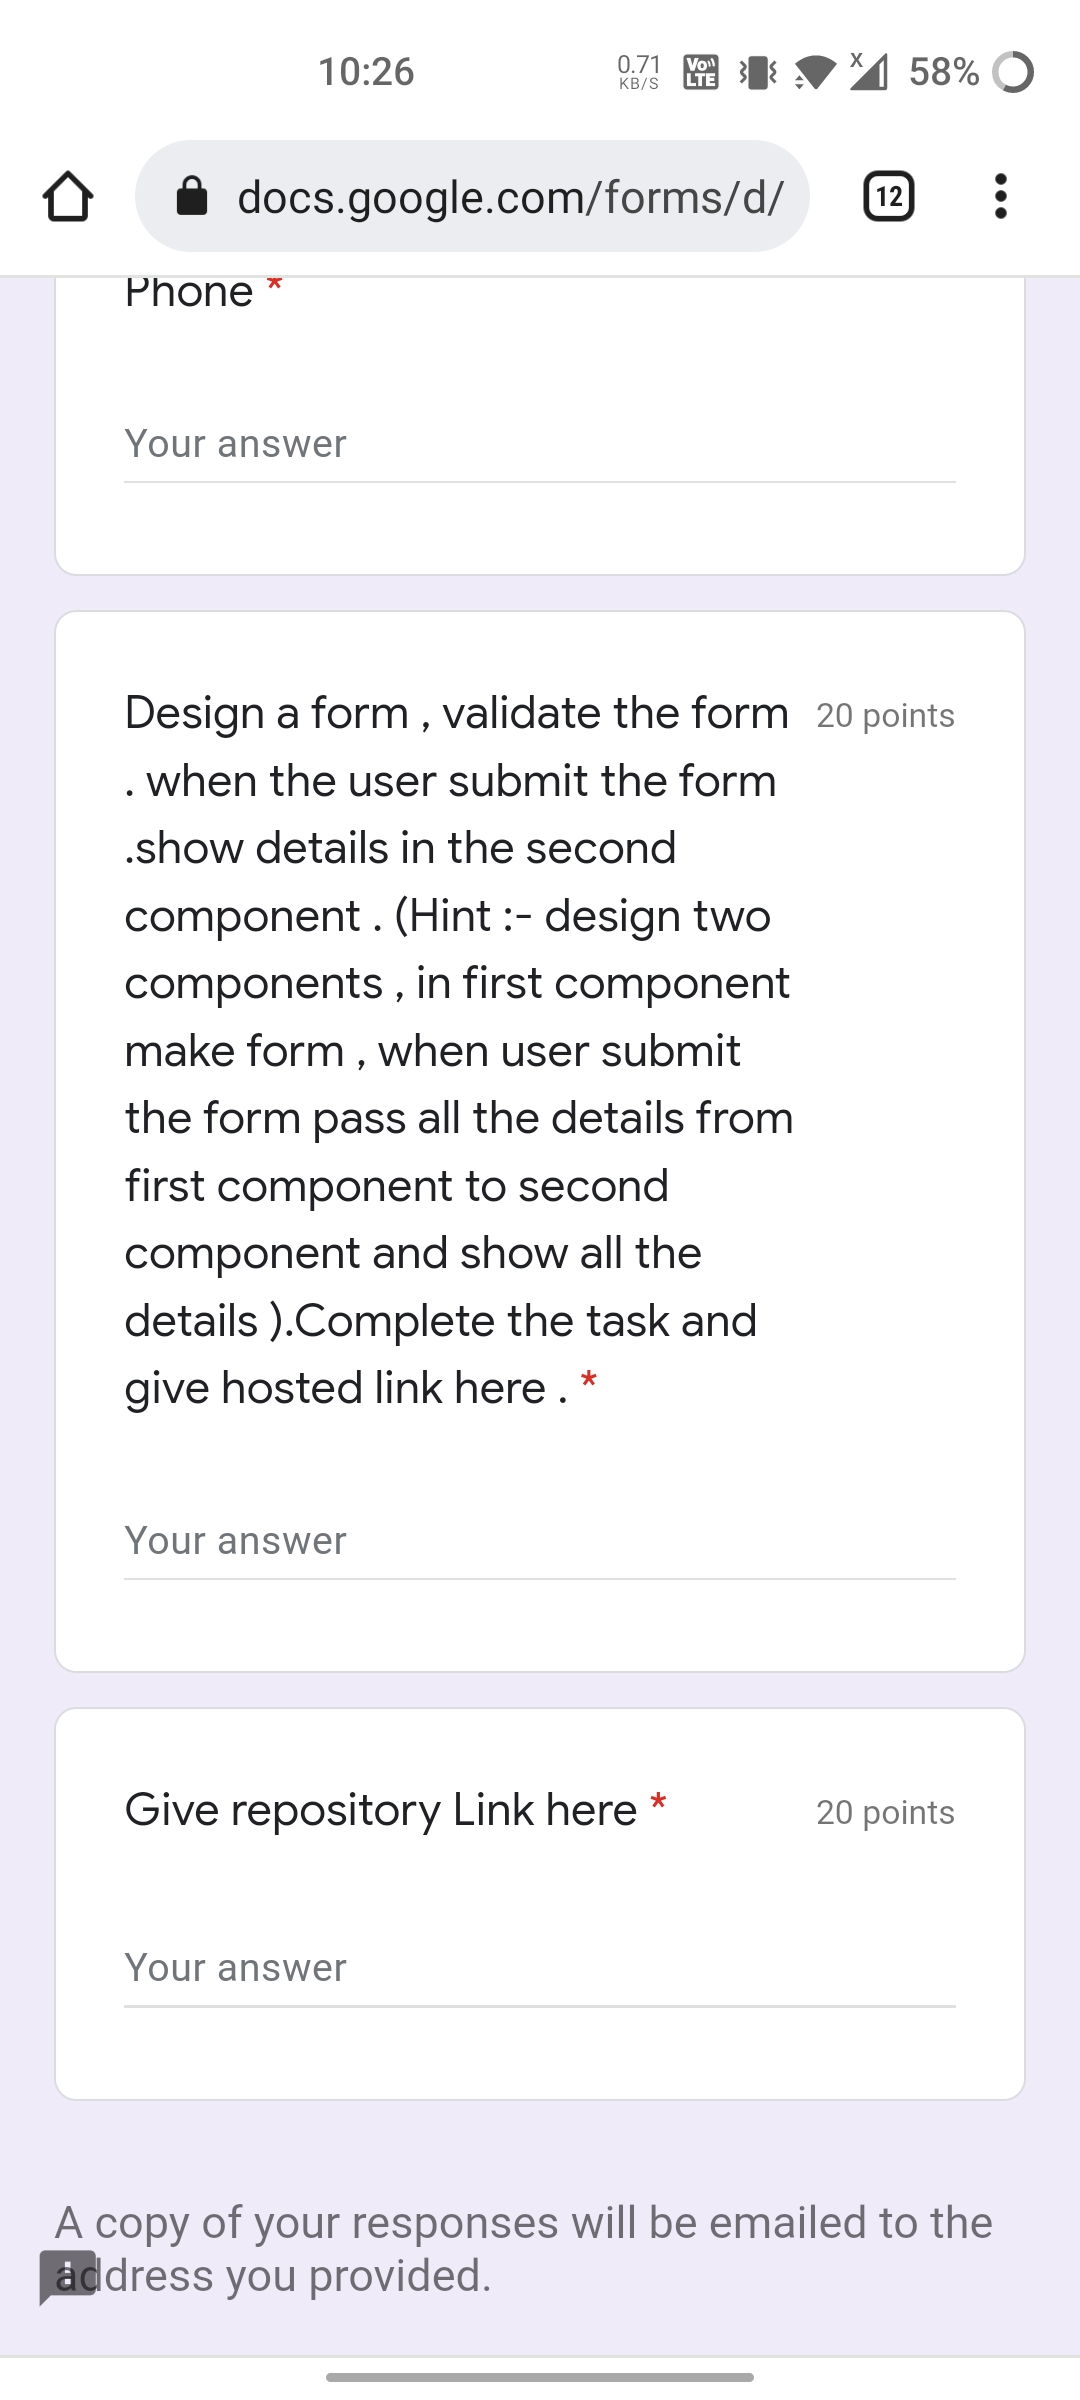 10:26
0.71
KB/S
Vo
LTE
x
58%
docs.google.com/forms/d/
12
Phone *
Your answer
Design a form , validate the form
20 points
. when the user submit the form
.show details in the second
component . (Hint :- design two
components , in first component
make form , when user submit
the form pass all the details from
first component to second
component and show all the
details ).Complete the task and
give hosted link here . *
Your answer
Give repository Link here *
20 points
Your answer
A copy of your responses will be emailed to the
address you provided.